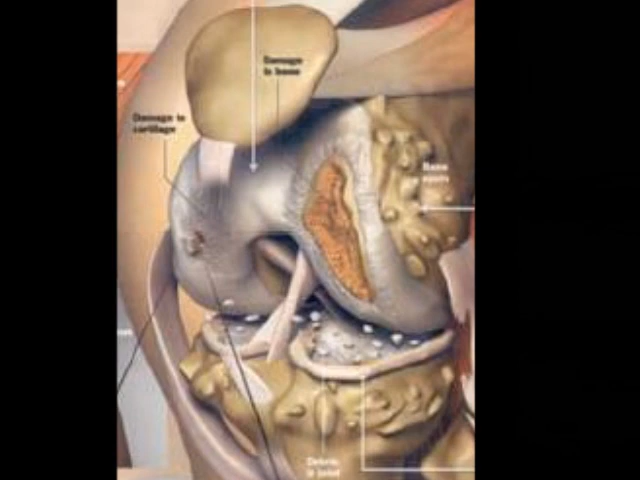 Damage
to bone
Damage to
cartilage
Bone
spurs
Debris
in joint